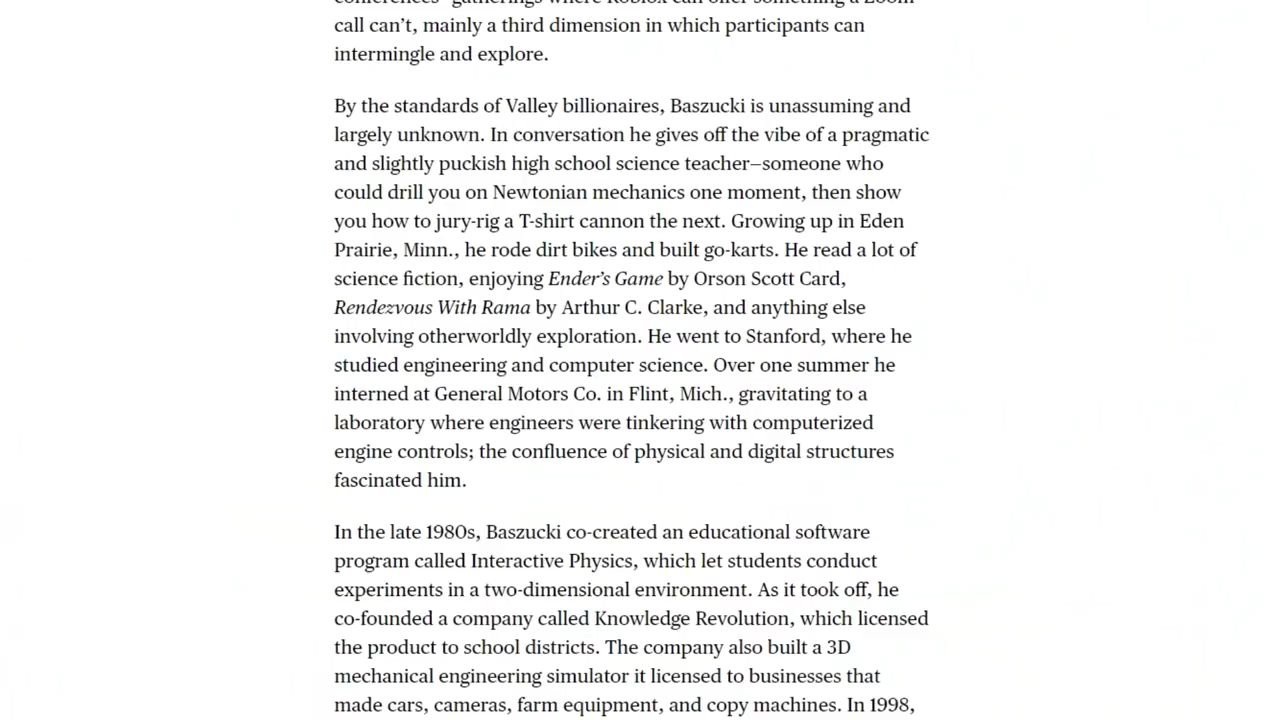 call can’t, mainly a third dimension in which participants can
intermingle and explore.
By the standards of Valley billionaires, Baszucki is unassuming and
largely unknown. In conversation he gives off the vibe of a pragmatic
and slightly puckish high school science teacher—someone who
could drill you on Newtonian mechanics one moment, then show
you how to jury-rig a T-shirt cannon the next. Growing up in Eden
Prairie, Minn., he rode dirt bikes and built go-karts. He read a lot of
science fiction, enjoying Ender’s Game by Orson Scott Card,
Rendezvous With Rama by Arthur C. Clarke, and anything else
involving otherworldly exploration. He went to Stanford, where he
studied engineering and computer science. Over one summer he
interned at General Motors Co. in Flint, Mich., gravitating to a
laboratory where engineers were tinkering with computerized
engine controls; the confluence of physical and digital structures
fascinated him.
In the late 1980s, Baszucki co-created an educational software
program called Interactive Physics, which let students conduct
experiments in a two-dimensional environment. As it took off, he
co-founded a company called Knowledge Revolution, which licensed
the product to school districts. The company also built a 3D
mechanical engineering simulator it licensed to businesses that
made cars, cameras, farm equipment, and copy machines. In 1998,